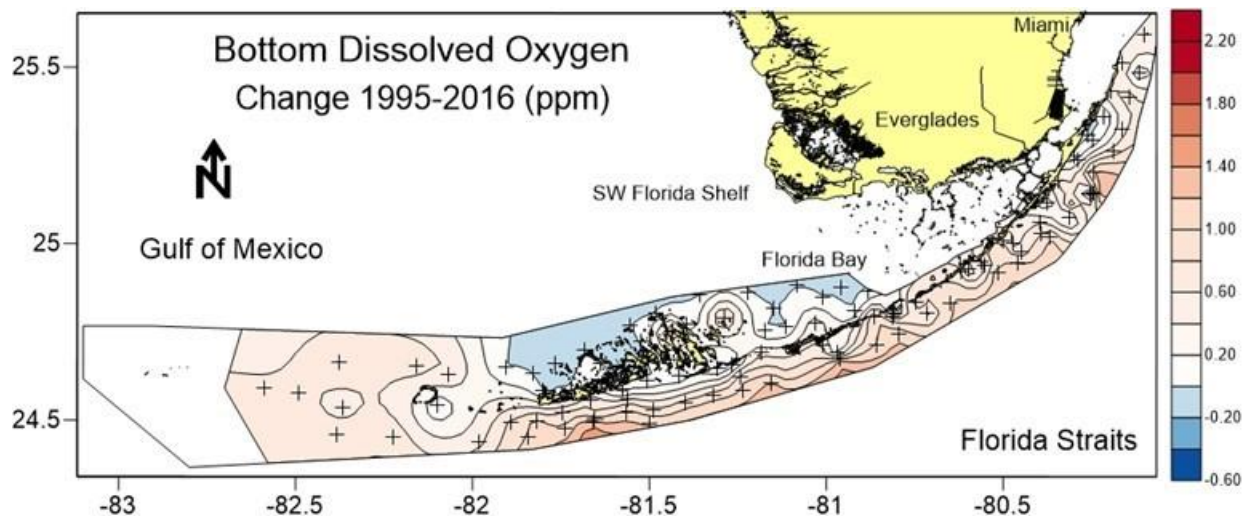 Bottom Dissolved Oxygen
Change 1995-2016 (ppm)
N
Gulf of Mexico
SW Florida Shelf
Everglades
Miami
Florida Bay
Florida Straits
25.5
25
24.5
-83
-82.5
-82
-81.5
-81
-80.5
2.20
1.80
1.40
1.00
0.60
0.20
-0.20
-0.60